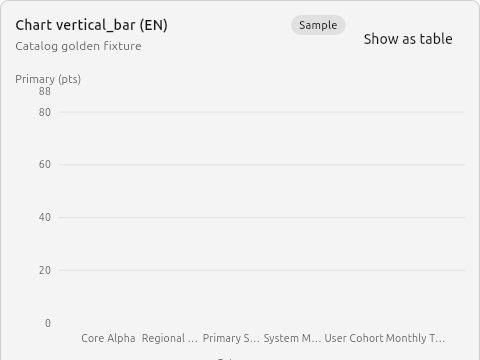 Chart vertical_bar (EN)
Sample
Show as table
Catalog golden fixture
Primary (pts)
88
80
60
40
20
0
Core Alpha Regional … Primary S… System M… User Cohort Monthly T…